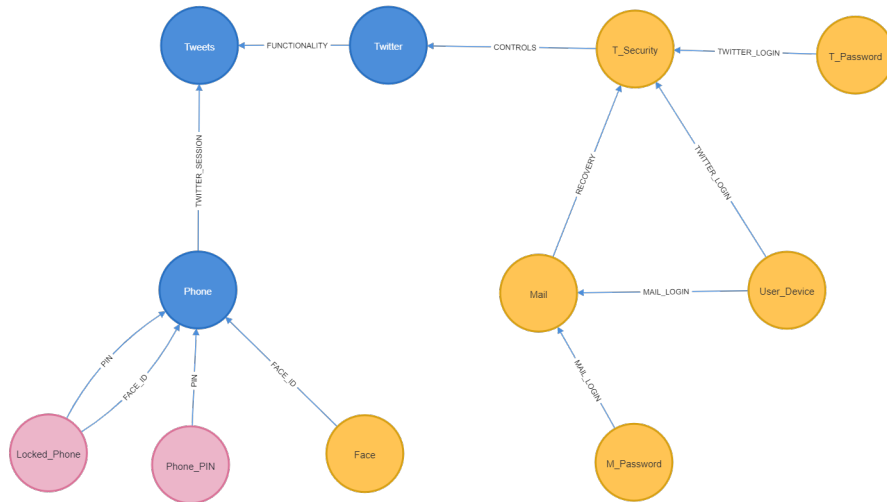 Tweets
FUNCTIONALITY
Twitter
CONTROLS
T_Security
TWITTER_LOGIN
T_Password
TWITTER_SESSION
RECOVERY
TWITTER_LOGIN
Phone
Mail
MAIL_LOGIN
User_Device
PIN
FACE_ID
PIN
FACE_ID
MAIL_LOGIN
Locked_Phone
Phone_PIN
Face
M_Password